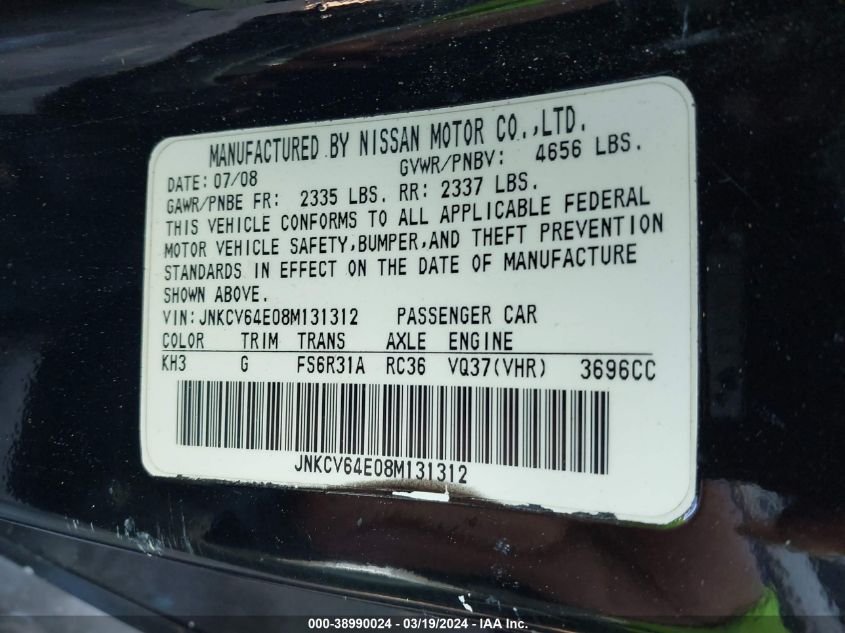 MANUFACTURED BY NISSAN MOTOR CO.,LTD.
DATE: 07/08 GVWR/PNBV: 4656 LBS.
GAWR/PNBE FR: 2335 LBS. RR: 2337 LBS.
THIS VEHICLE CONFORMS TO ALL APPLICABLE FEDERAL
MOTOR VEHICLE SAFETY,BUMPER,AND THEFT PREVENTION
STANDARDS IN EFFECT ON THE DATE OF MANUFACTURE
SHOWN ABOVE.
VIN:JNKCV64E08M131312 PASSENGER CAR
COLOR TRIM TRANS AXLE ENGINE
KH3 G FS6R31A RC36 VQ37(VHR) 3696CC
JNKCV64E08M131312
000-38990024 - 03/19/2024 - IAA Inc.